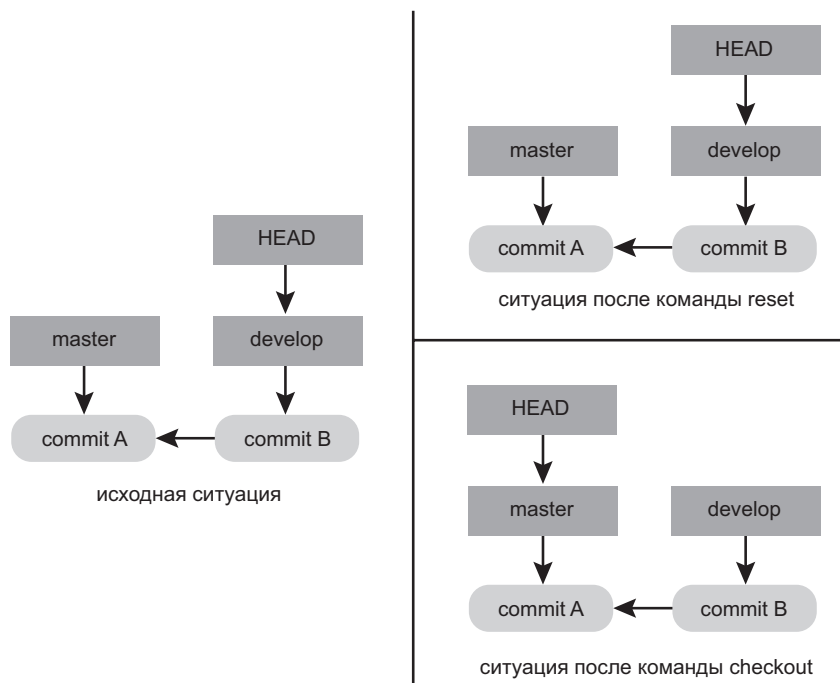 HEAD
master
develop
commit A
commit B
исходная ситуация
HEAD
master
develop
commit A
commit B
ситуация после команды reset
HEAD
master
develop
commit A
commit B
ситуация после команды checkout